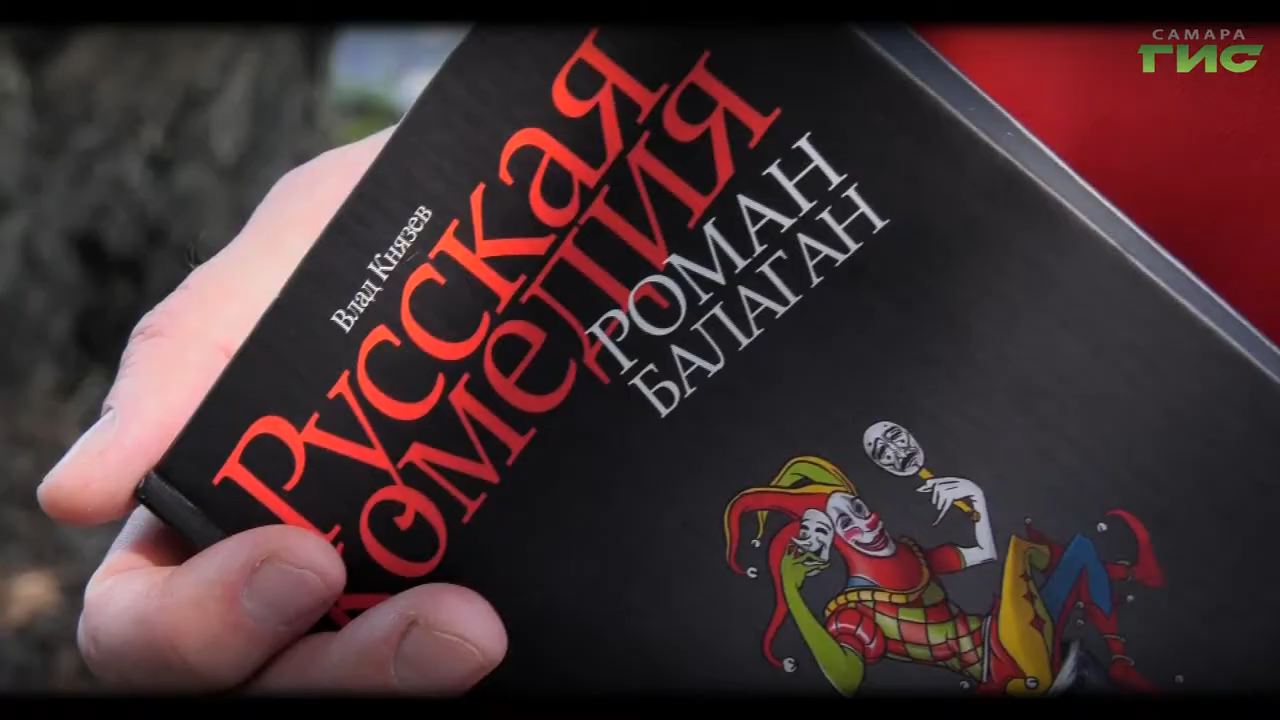 САМАРА
ГИС
Влад Князев
Русская
комедия
РОМАН
БАЛАГАН